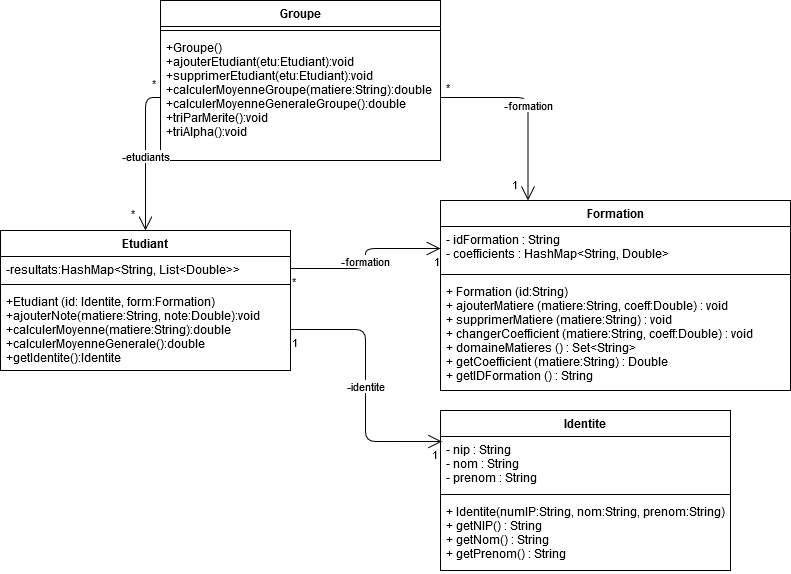 Groupe
+Groupe()
+ajouterEtudiant(etu:Etudiant):void
+supprimerEtudiant(etu:Etudiant):void
+calculerMoyenneGroupe(matiere:String):double
+calculerMoyenneGeneraleGroupe():double
+triParMerite():void
+triAlpha():void
*
*
-formation
-etudiants
1
*
Etudiant
-resultats:HashMap<String, List<Double>>
+Etudiant (id: Identite, form:Formation)
+ajouterNote(matiere:String, note:Double):void
+calculerMoyenne(matiere:String):double
+calculerMoyenneGenerale():double
+getIdentite():Identite
-formation
1
*
1
-identite
1
Formation
- idFormation : String
- coefficients : HashMap<String, Double>
+ Formation (id:String)
+ ajouterMatiere (matiere:String, coeff:Double) : void
+ supprimerMatiere (matiere:String) : void
+ changerCoefficient (matiere:String, coeff:Double) : void
+ domaineMatieres () : Set<String>
+ getCoefficient (matiere:String) : Double
+ getIDFormation () : String
Identite
- nip : String
- nom : String
- prenom : String
+ Identite(numIP:String, nom:String, prenom:String)
+ getNIP() : String
+ getNom() : String
+ getPrenom() : String